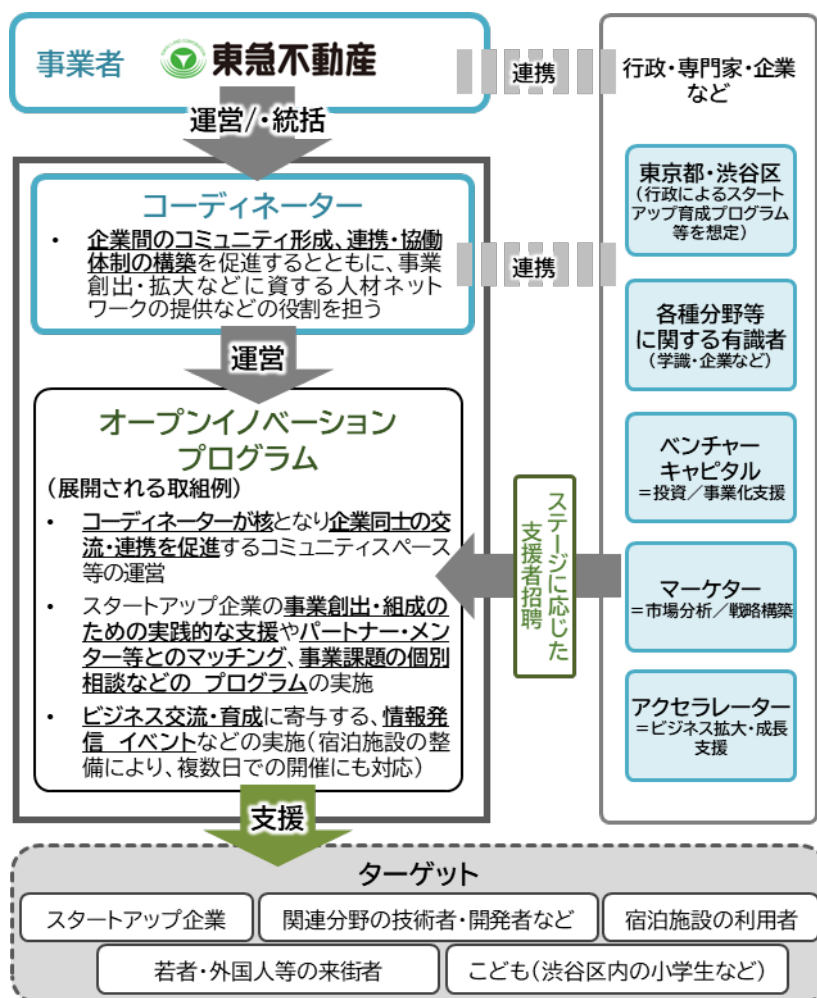 事業者
東急不動産
連携
行政・専門家・企業
など
運営/・統括
コーディネーター
・ 企業間のコミュニティ形成、連携・協働
体制の構築を促進するとともに、事業
創出・拡大などに資する人材ネット
ワークの提供などの役割を担う
連携
東京都・渋谷区
(行政によるスタート
アップ育成プログラム
等を想定)
各種分野等
に関する有識者
(学識・企業など)
運営
オープンイノベーション
プログラム
(展開される取組例)
・ コーディネーターが核となり企業同士の交
流・連携を促進するコミュニティスペース
等の運営
・ スタートアップ企業の事業創出・組成の
ための実践的な支援やパートナー・メン
ター等とのマッチング、事業課題の個別
相談などの プログラムの実施
・ ビジネス交流・育成に寄与する、情報発
信 イベントなどの実施(宿泊施設の整
備により、複数日での開催にも対応)
ステージに応じた
支援者招聘
ベンチャー
キャピタル
=投資/事業化支援
マーケター
=市場分析/戦略構築
アクセラレーター
=ビジネス拡大・成長
支援
支援
ターゲット
スタートアップ企業
関連分野の技術者・開発者など
宿泊施設の利用者
若者・外国人等の来街者
こども(渋谷区内の小学生など)